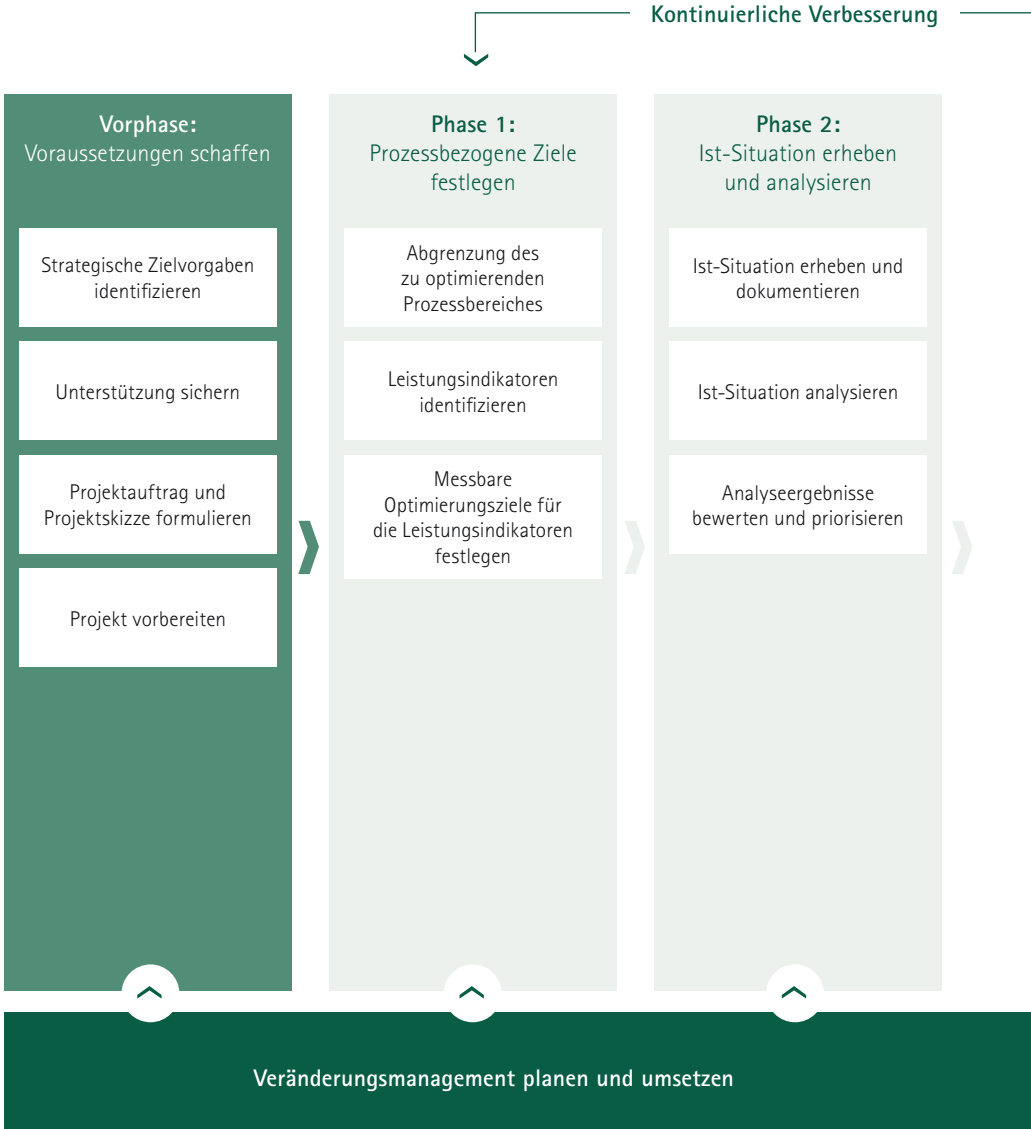 Kontinuierliche Verbesserung
Vorphase:
Voraussetzungen schaffen
Strategische Zielvorgaben
identifizieren
Unterstützung sichern
Projektauftrag und
Projektskizze formulieren
Projekt vorbereiten
Phase 1:
Prozessbezogene Ziele
festlegen
Abgrenzung des
zu optimierenden
Prozessbereiches
Leistungsindikatoren
identifizieren
Messbare
Optimierungsziele für
die Leistungsindikatoren
festlegen
Phase 2:
Ist-Situation erheben
und analysieren
Ist-Situation erheben und
dokumentieren
Ist-Situation analysieren
Analyseergebnisse
bewerten und priorisieren
Veränderungsmanagement planen und umsetzen